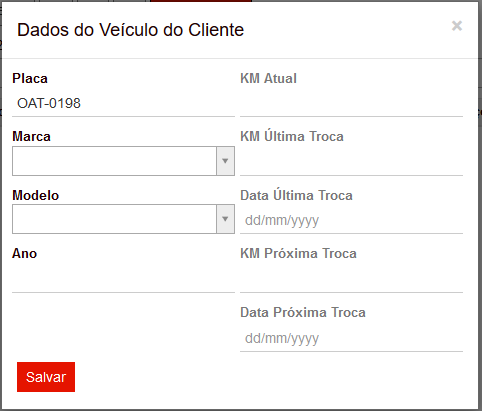 Dados do Veículo do Cliente
×
Placa
OAT-0198
KM Atual
Marca
KM Última Troca
Modelo
Data Última Troca
dd/mm/yyyy
Ano
KM Próxima Troca
Data Próxima Troca
dd/mm/yyyy
Salvar